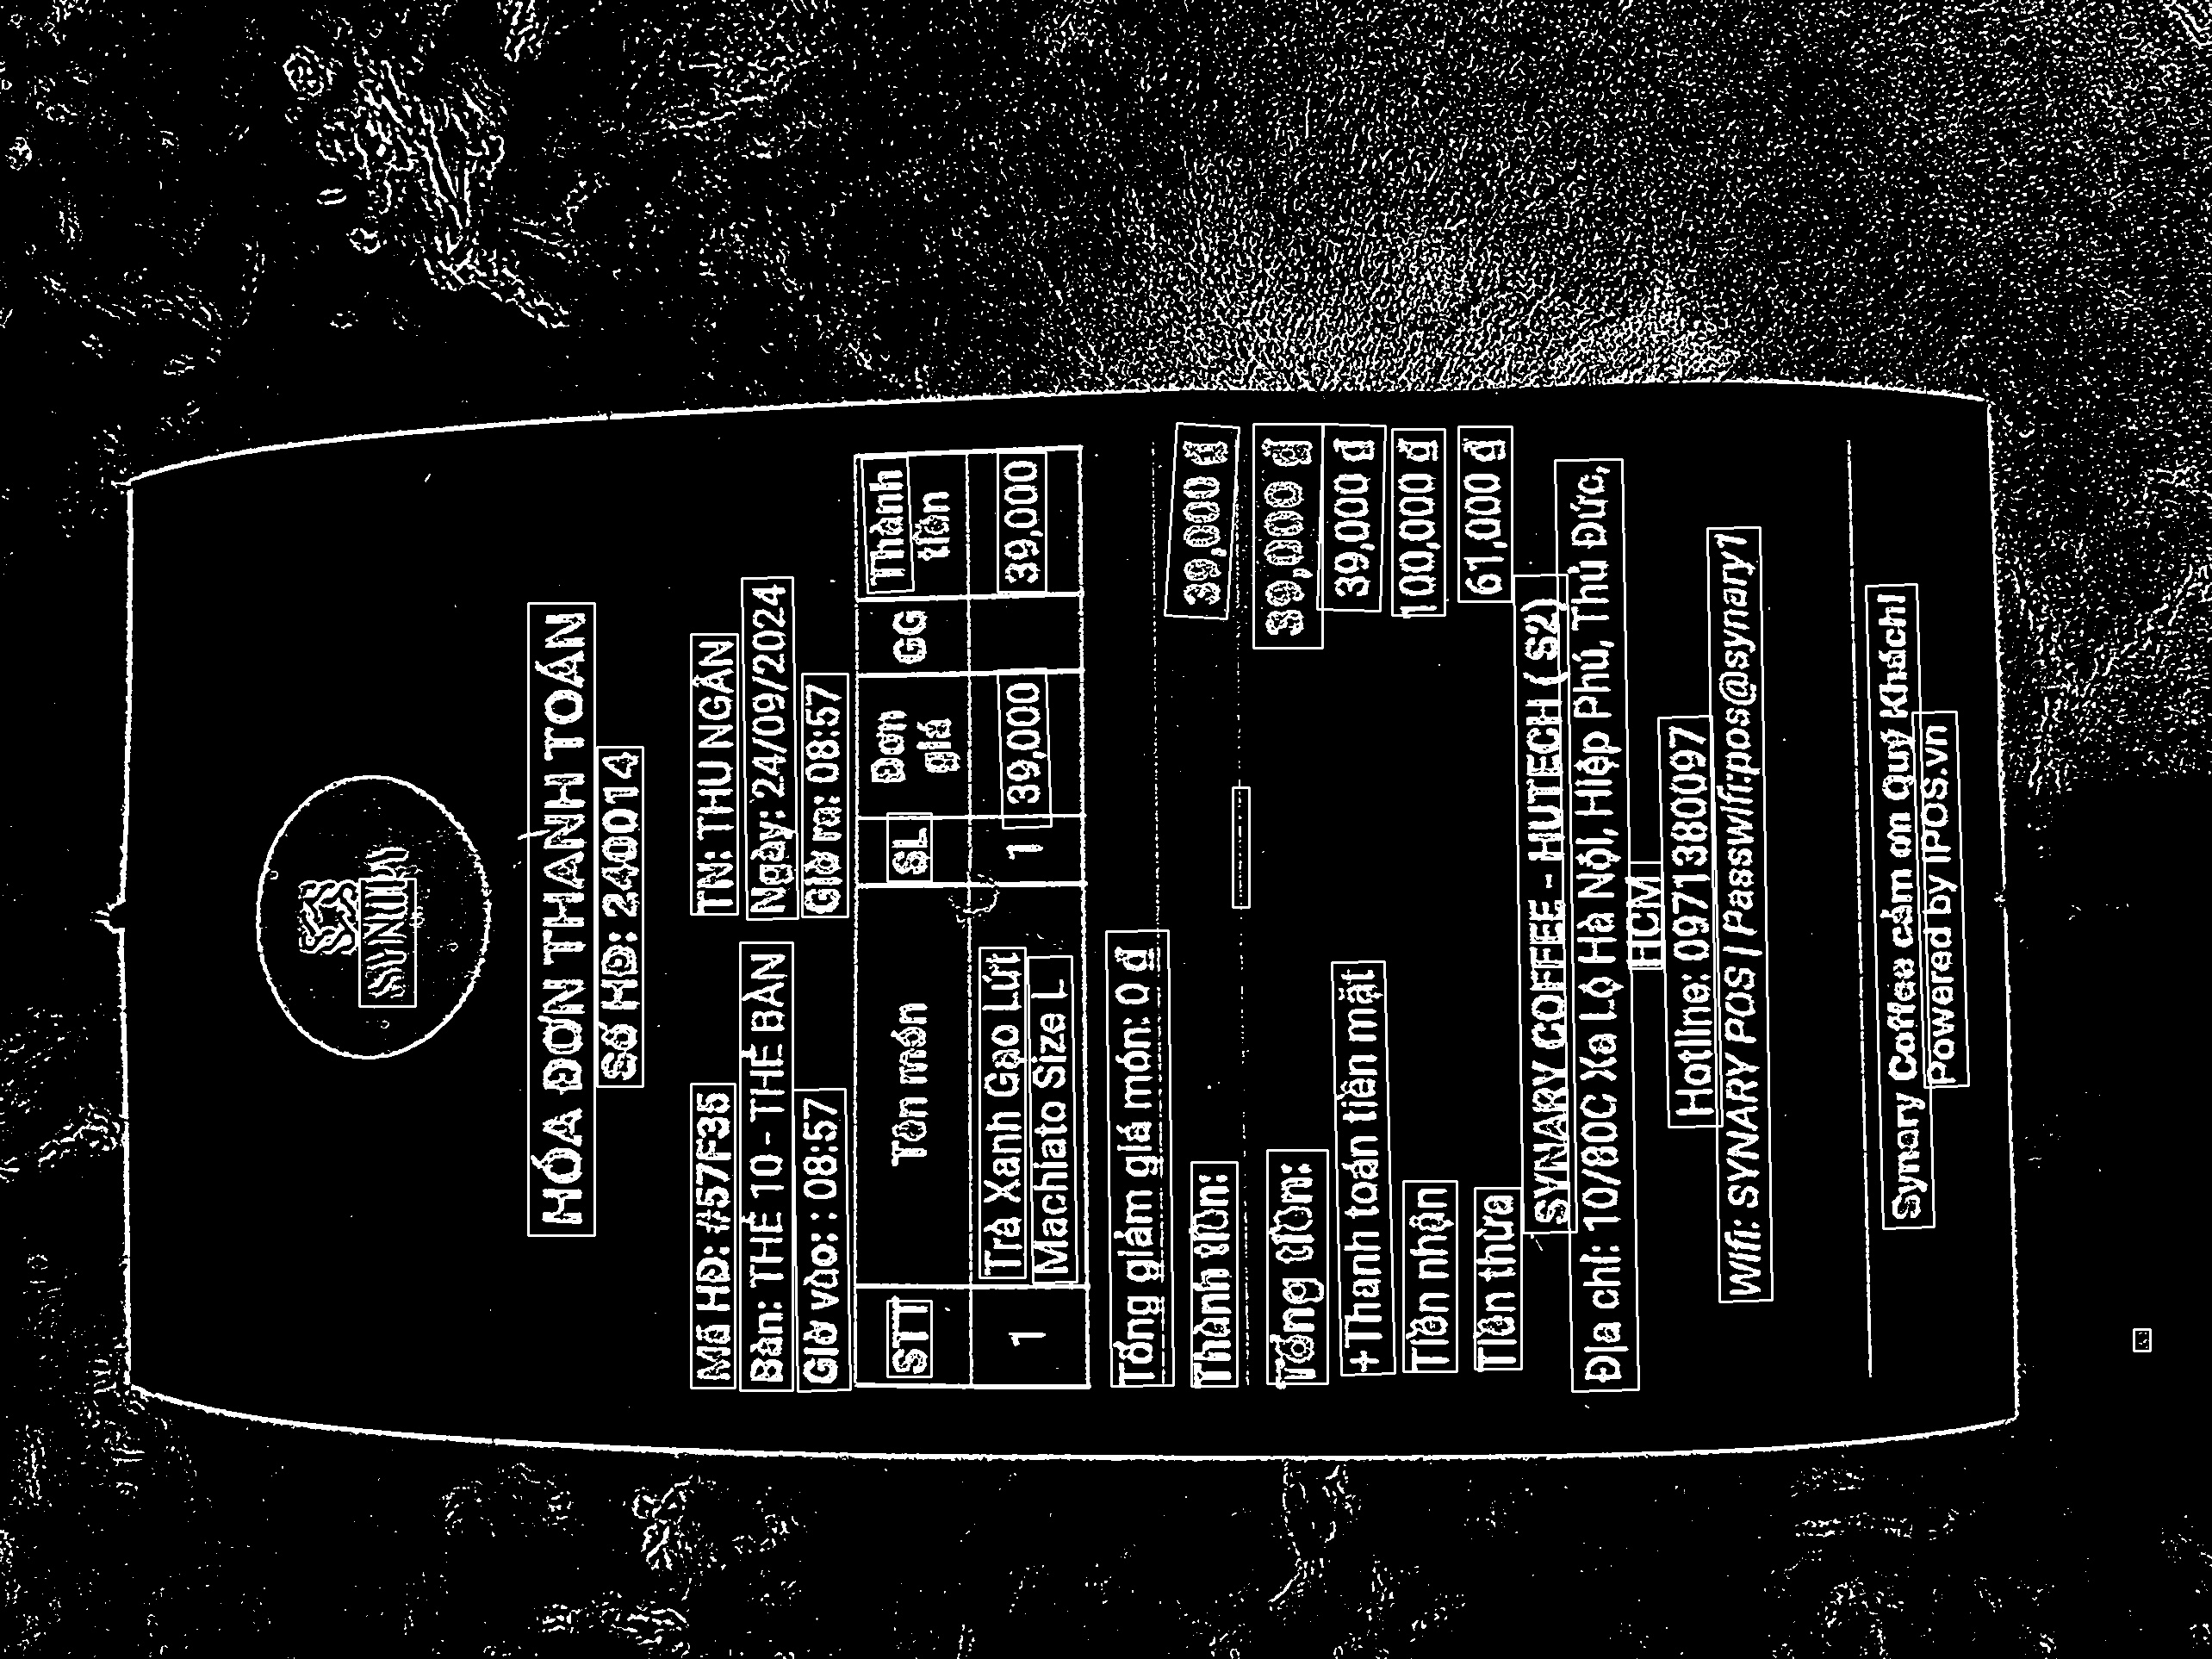 SYNARY
HÓA ĐƠN THANH TOÁN
Số HĐ: 240014
Mã HĐ: #57F35 TN: THU NGÂN
Bàn: THẺ 10 - THẺ BÀN Ngày: 24/09/2024
Giờ vào: : 08:57 Giờ ra: 08:57
STT Tên món SL Đơn giá GG Thành tiền
1 Trà Xanh Gạo Lứt Machiato Size L 1 39,000 39,000
Tổng giảm giá món: 0 đ
Thành tiền: 39,000 đ
Tổng tiền: 39,000 đ
+Thanh toán tiền mặt 39,000 đ
Tiền nhận 100,000 đ
Tiền thừa 61,000 đ
SYNARY COFFEE - HUTECH ( S2)
Địa chỉ: 10/80C Xa Lộ Hà Nội, Hiệp Phú, Thủ Đức,
HCM
Hotline: 0971380097
Wifi: SYNARY POS | Passwifi:pos@synary1
Synary Coffee cảm ơn Quý Khách!
Powered by iPOS.vn